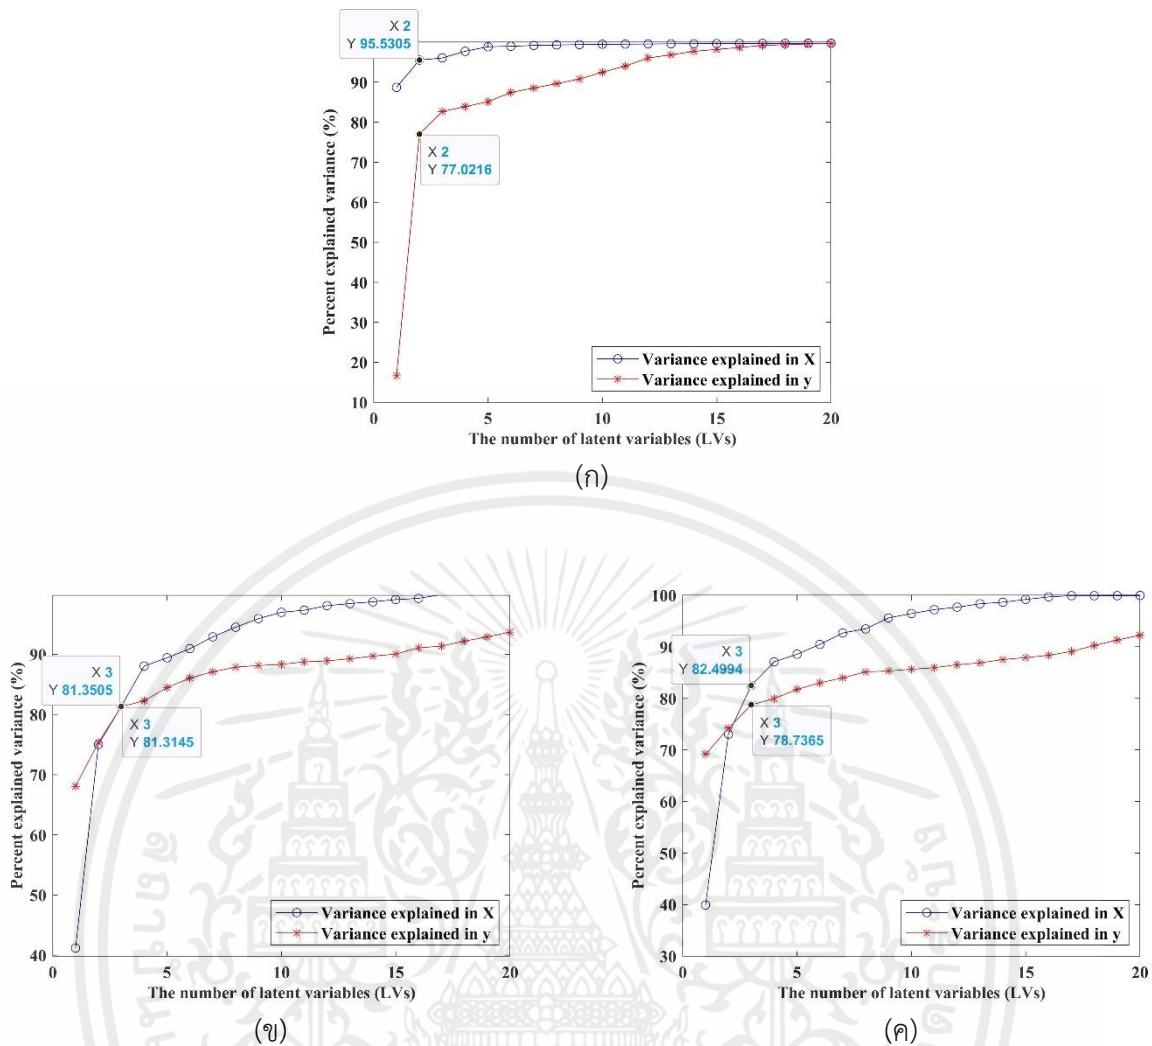 X 2
Y 95.5305
90
80
70
60
50
40
30
20
10
Percent explained variance (%)
X 2
Y 77.0216
Variance explained in X
Variance explained in y
0 5 10 15 20
The number of latent variables (LVs)
(ก)
90
80
70
60
50
40
Percent explained variance (%)
X 3
Y 81.3505
X 3
Y 81.3145
Variance explained in X
Variance explained in y
0 5 10 15 20
The number of latent variables (LVs)
(ข)
100
90
80
70
60
50
40
30
Percent explained variance (%)
X 3
Y 82.4994
X 3
Y 78.7365
Variance explained in X
Variance explained in y
0 5 10 15 20
The number of latent variables (LVs)
(ค)